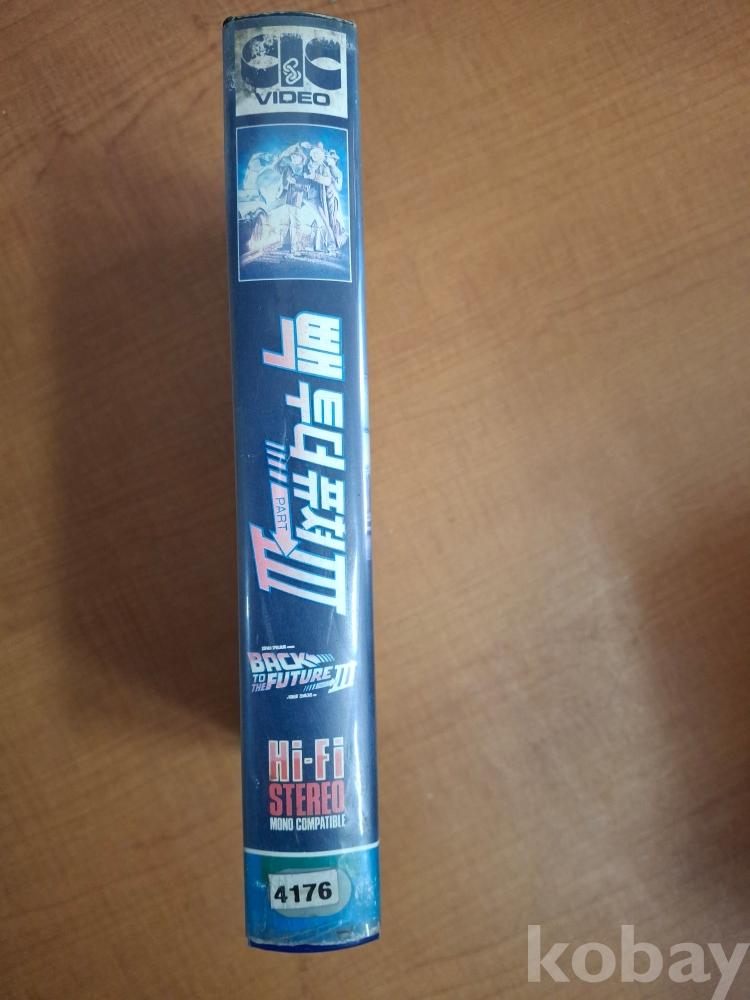 CIC
VIDEO
백 투 더 퓨쳐 III
PART
BACK
TO
THE FUTURE III
Hi-Fi
STEREO
MONO COMPATIBLE
4176
kobay